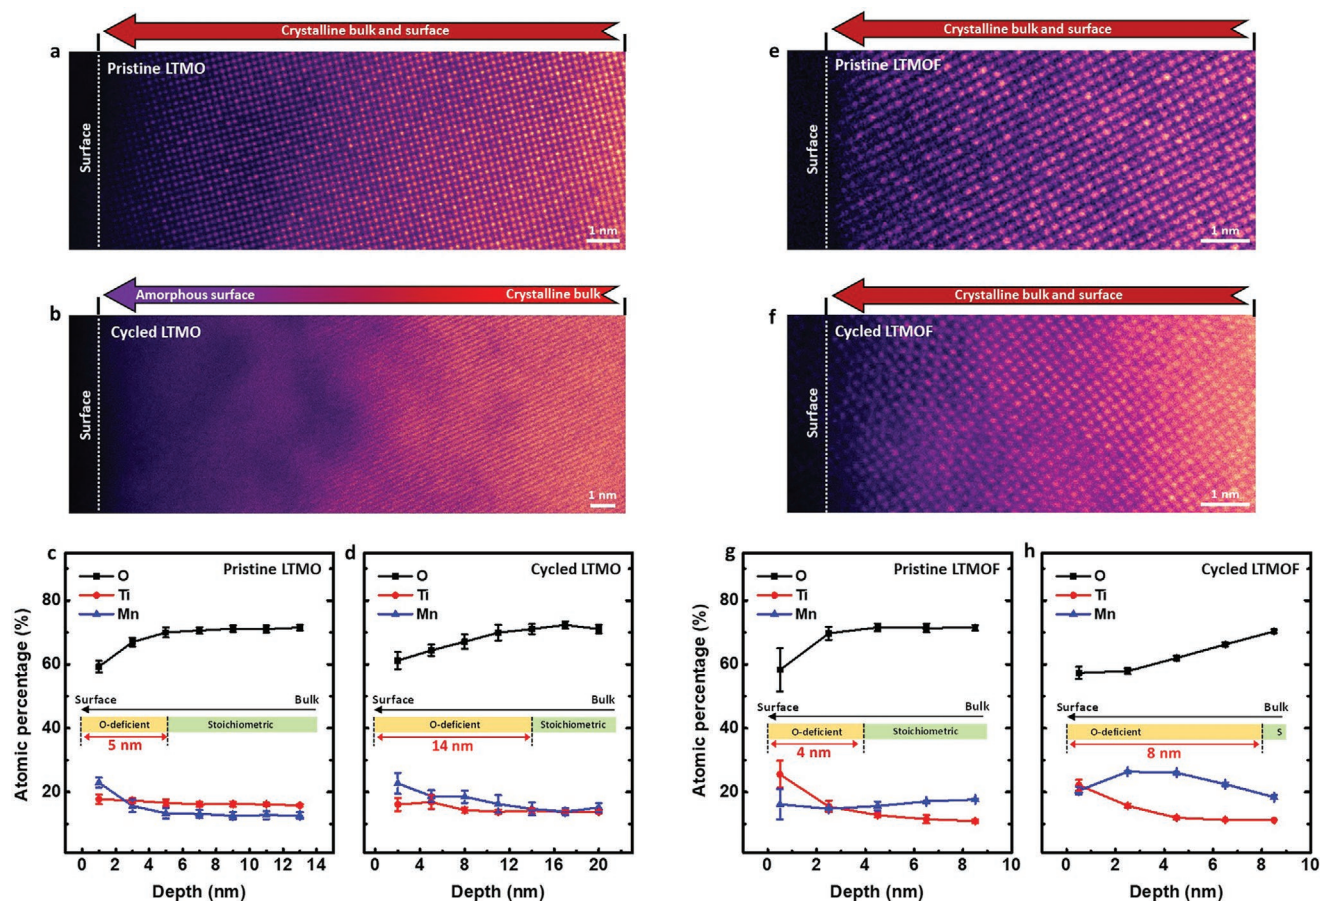 Crystalline bulk and surface
a
Pristine LTMO
Surface
1 nm
Amorphous surface
Crystalline bulk
b
Cycled LTMO
Surface
1 nm
Crystalline bulk and surface
e
Pristine LTMOF
Surface
1 nm
Crystalline bulk and surface
f
Cycled LTMOF
Surface
1 nm
c
O
Ti
Mn
Pristine LTMO
Atomic percentage (%)
80
60
40
20
Surface
Bulk
O-deficient
Stoichiometric
5 nm
0 2 4 6 8 10 12 14
Depth (nm)
d
O
Ti
Mn
Cycled LTMO
Surface
Bulk
O-deficient
Stoichiometric
14 nm
0 4 8 12 16 20
Depth (nm)
g
O
Ti
Mn
Pristine LTMOF
Atomic percentage (%)
80
60
40
20
Surface
Bulk
O-deficient
Stoichiometric
4 nm
0 2 4 6 8 10
Depth (nm)
h
O
Ti
Mn
Cycled LTMOF
Surface
Bulk
O-deficient
S
8 nm
0 2 4 6 8 10
Depth (nm)